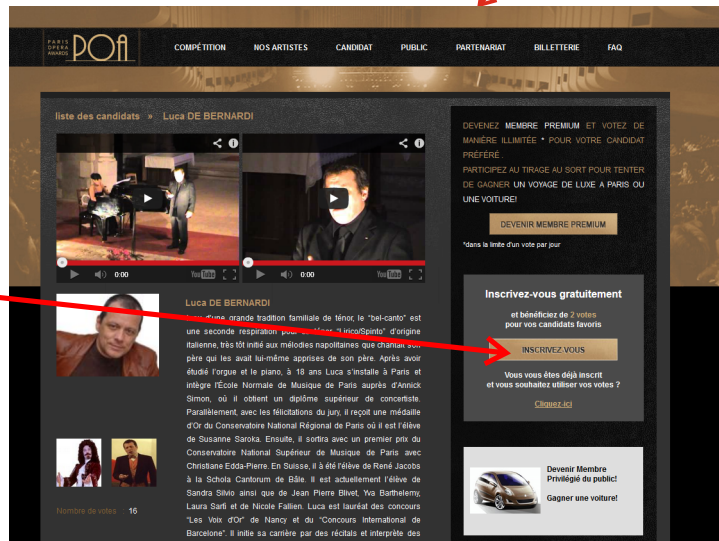 PARIS
OPERA
AWARDS
POA
COMPÉTITION NOS ARTISTES CANDIDAT PUBLIC PARTENARIAT BILLETTERIE FAQ
liste des candidats » Luca DE BERNARDI
0:00 YouTube
0:00 YouTube
Luca DE BERNARDI
d'une grande tradition familiale de ténor, le "bel-canto" est
une seconde respiration pour "Lirico/Spinto" d'origine
italienne, très tôt initié aux mélodies napolitaines que chantait son
père qui les avait lui-même apprises de son père. Après avoir
étudié l'orgue et le piano, à 18 ans Luca s'installe à Paris et
intègre l'École Normale de Musique de Paris auprès d'Annick
Simon, où il obtient un diplôme supérieur de concertiste.
Parallèlement, avec les félicitations du jury, il reçoit une médaille
d'Or du Conservatoire National Régional de Paris où il est l'élève
de Susanne Saroka. Ensuite, il sortira avec un premier prix du
Conservatoire National Supérieur de Musique de Paris avec
Christiane Edda-Pierre. En Suisse, il à été l'élève de René Jacobs
à la Schola Cantorum de Bâle. Il est actuellement l'élève de
Sandra Silvio ainsi que de Jean Pierre Blivet, Yva Barthelemy,
Laura Sarti et de Nicole Fallien. Luca est lauréat des concours
"Les Voix d'Or" de Nancy et du "Concours International de
Barcelone". Il initie sa carrière par des récitals et interprète des
Nombre de votes : 16
DEVENEZ MEMBRE PREMIUM ET VOTEZ DE
MANIÈRE ILLIMITÉE * POUR VOTRE CANDIDAT
PRÉFÉRÉ.
PARTICIPEZ AU TIRAGE AU SORT POUR TENTER
DE GAGNER UN VOYAGE DE LUXE A PARIS OU
UNE VOITURE!
DEVENIR MEMBRE PREMIUM
*dans la limite d'un vote par jour
Inscrivez-vous gratuitement
et bénéficiez de 2 votes
pour vos candidats favoris
INSCRIVEZ-VOUS
Vous vous êtes déjà inscrit
et vous souhaitez utiliser vos votes ?
Cliquez-ici
Devenir Membre
Privilégié du public!
Gagner une voiture!